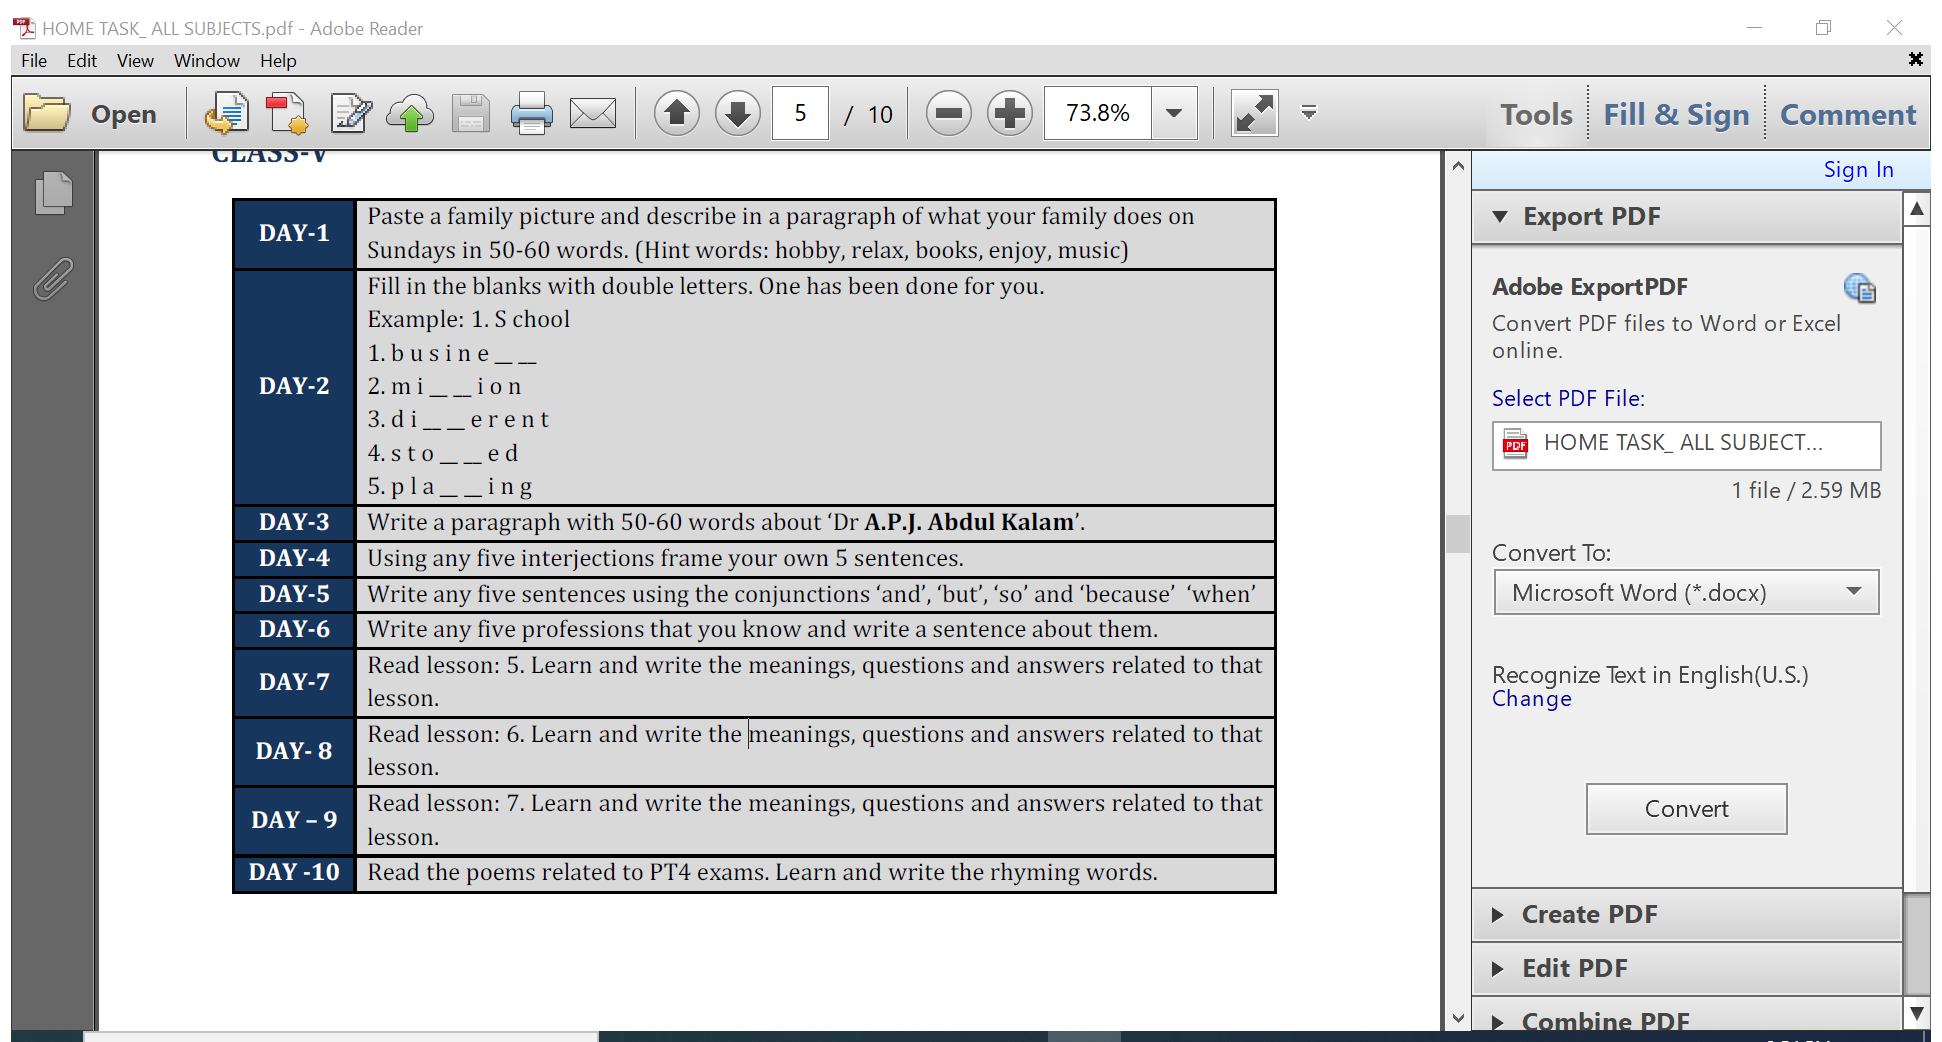 HOME TASK_ ALL SUBJECTS.pdf - Adobe Reader
File Edit View Window Help
Open 5 / 10 73.8% Tools Fill & Sign Comment
CLASS-V
DAY-1
Paste a family picture and describe in a paragraph of what your family does on
Sundays in 50-60 words. (Hint words: hobby, relax, books, enjoy, music)
DAY-2
Fill in the blanks with double letters. One has been done for you.
Example: 1. S chool
1. b u s i n e __ __
2. m i __ __ i o n
3. d i __ __ e r e n t
4. s t o __ __ e d
5. p l a __ __ i n g
DAY-3
Write a paragraph with 50-60 words about ‘Dr A.P.J. Abdul Kalam’.
DAY-4
Using any five interjections frame your own 5 sentences.
DAY-5
Write any five sentences using the conjunctions ‘and’, ‘but’, ‘so’ and ‘because’ ‘when’
DAY-6
Write any five professions that you know and write a sentence about them.
DAY-7
Read lesson: 5. Learn and write the meanings, questions and answers related to that
lesson.
DAY- 8
Read lesson: 6. Learn and write the meanings, questions and answers related to that
lesson.
DAY – 9
Read lesson: 7. Learn and write the meanings, questions and answers related to that
lesson.
DAY -10
Read the poems related to PT4 exams. Learn and write the rhyming words.
Sign In
Export PDF
Adobe ExportPDF
Convert PDF files to Word or Excel
online.
Select PDF File:
PDF HOME TASK_ ALL SUBJECT...
1 file / 2.59 MB
Convert To:
Microsoft Word (*.docx)
Recognize Text in English(U.S.)
Change
Convert
Create PDF
Edit PDF
Combine PDF